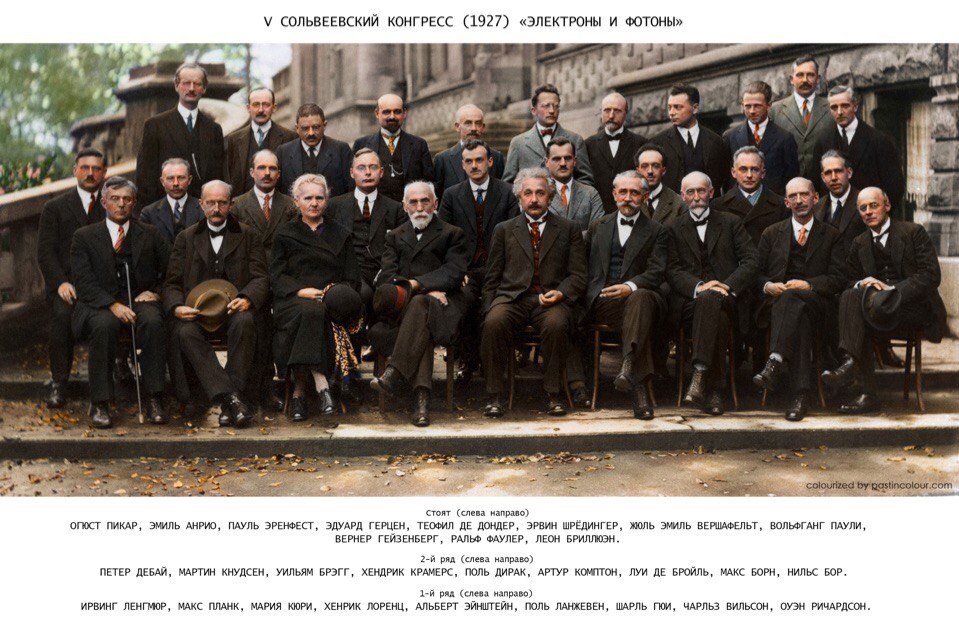 V СОЛЬВЕЕВСКИЙ КОНГРЕСС (1927) «ЭЛЕКТРОНЫ И ФОТОНЫ»
colourized by pastincolour.com
Стоят (слева направо)
ОГЮСТ ПИКАР, ЭМИЛЬ АНРИО, ПАУЛЬ ЭРЕНФЕСТ, ЭДУАРД ГЕРЦЕН, ТЕОФИЛ ДЕ ДОНДЕР, ЭРВИН ШРЁДИНГЕР, ЖЮЛЬ ЭМИЛЬ ВЕРШАФЕЛЬТ, ВОЛЬФГАНГ ПАУЛИ,
ВЕРНЕР ГЕЙЗЕНБЕРГ, РАЛЬФ ФАУЛЕР, ЛЕОН БРИЛЛЮЭН.
2-й ряд (слева направо)
ПЕТЕР ДЕБАЙ, МАРТИН КНУДСЕН, УИЛЬЯМ БРЭГГ, ХЕНДРИК КРАМЕРС, ПОЛЬ ДИРАК, АРТУР КОМПТОН, ЛУИ ДЕ БРОЙЛЬ, МАКС БОРН, НИЛЬС БОР.
1-й ряд (слева направо)
ИРВИНГ ЛЕНГМЮР, МАКС ПЛАНК, МАРИЯ КЮРИ, ХЕНРИК ЛОРЕНЦ, АЛЬБЕРТ ЭЙНШТЕЙН, ПОЛЬ ЛАНЖЕВЕН, ШАРЛЬ ГЮИ, ЧАРЛЬЗ ВИЛЬСОН, ОУЭН РИЧАРДСОН.